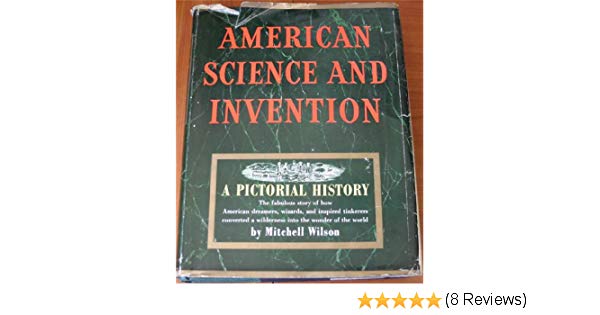 AMERICAN
SCIENCE AND
INVENTION
A PICTORIAL HISTORY
The fabulous story of how
American dreamers, wizards, and inspired tinkerers
converted a wilderness into the wonder of the world
by Mitchell Wilson
(8 Reviews)